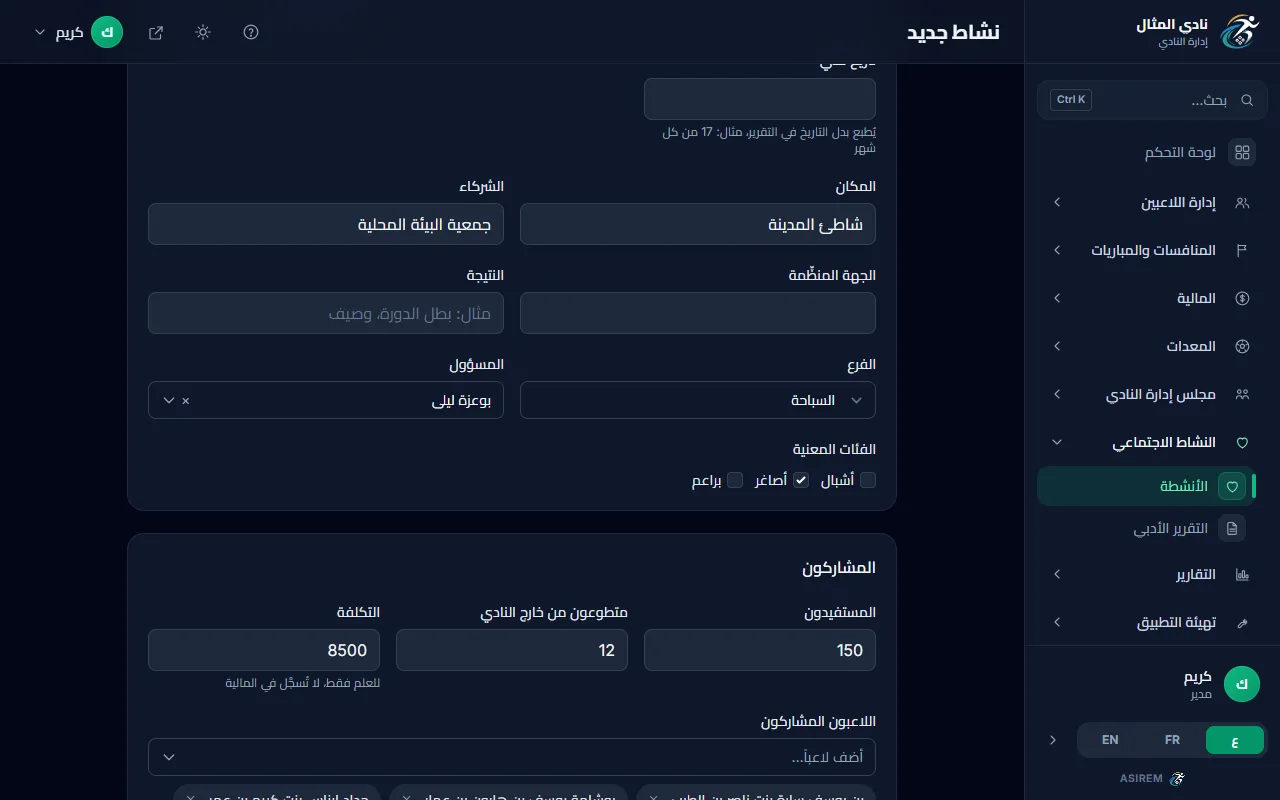 نادي المثال
إدارة النادي
نشاط جديد
كريم
ك
بحث...
Ctrl K
لوحة التحكم
إدارة اللاعبين
المنافسات والمباريات
المالية
المعدات
مجلس إدارة النادي
النشاط الاجتماعي
الأنشطة
التقرير الأدبي
التقارير
تهيئة التطبيق
ك
كريم
مدير
ع
FR
EN
ASIREM
يُطبع بدل التاريخ في التقرير، مثال: 17 من كل
شهر
المكان
الشركاء
شاطئ المدينة
جمعية البيئة المحلية
الجهة المنظّمة
النتيجة
مثال: بطل الدورة، وصيف
الفرع
المسؤول
السباحة
بوعزة ليلى
×
الفئات المعنية
أشبال
أصاغر
براعم
المشاركون
المستفيدون
متطوعون من خارج النادي
التكلفة
150
12
8500
للعلم فقط، لا تُسجَّل في المالية
اللاعبون المشاركون
أضف لاعباً...